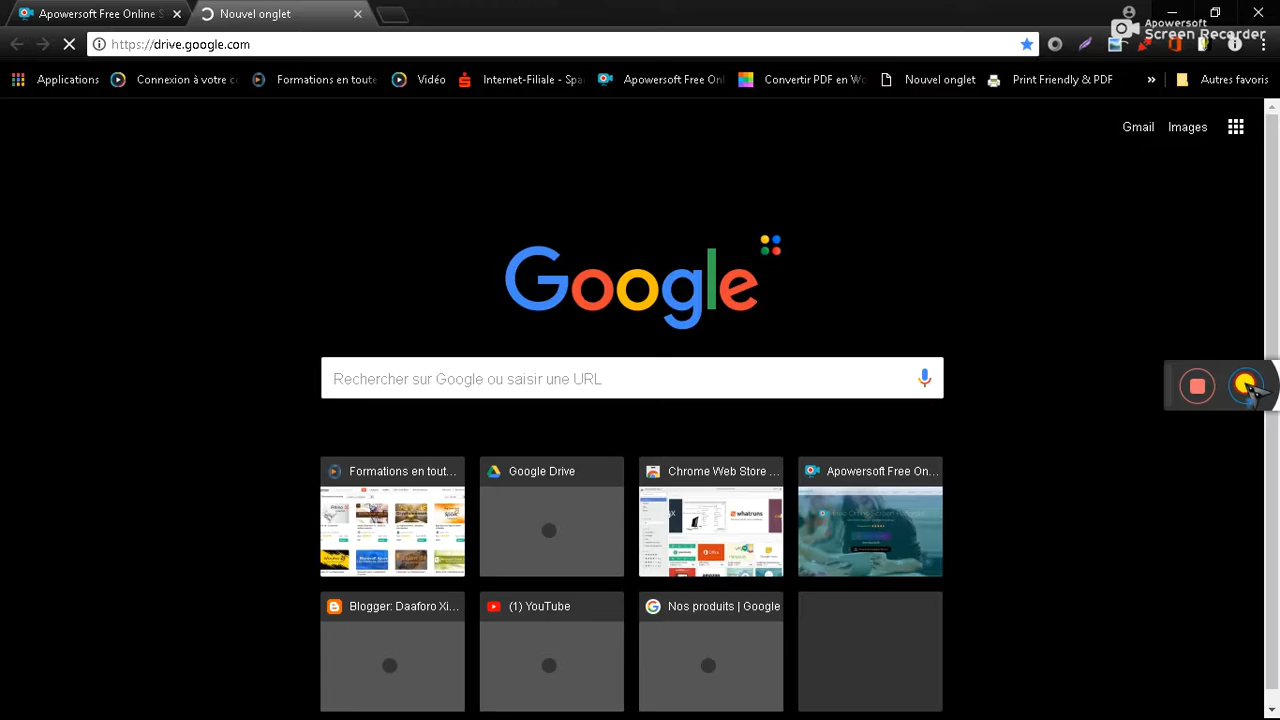 Apowersoft Free Online S
Nouvel onglet
Apowersoft
Screen Recorder
https://drive.google.com
Applications
Connexion à votre c
Formations en toute
Vidéo
Internet-Filiale - Spa
Apowersoft Free Onl
Convertir PDF en Wo
Nouvel onglet
Print Friendly & PDF
»
Autres favoris
Gmail
Images
Google
Rechercher sur Google ou saisir une URL
Formations en tout...
Google Drive
Chrome Web Store ...
Apowersoft Free On...
whatruns
Office
Blogger: Daaforo Xi...
(1) YouTube
Nos produits | Google